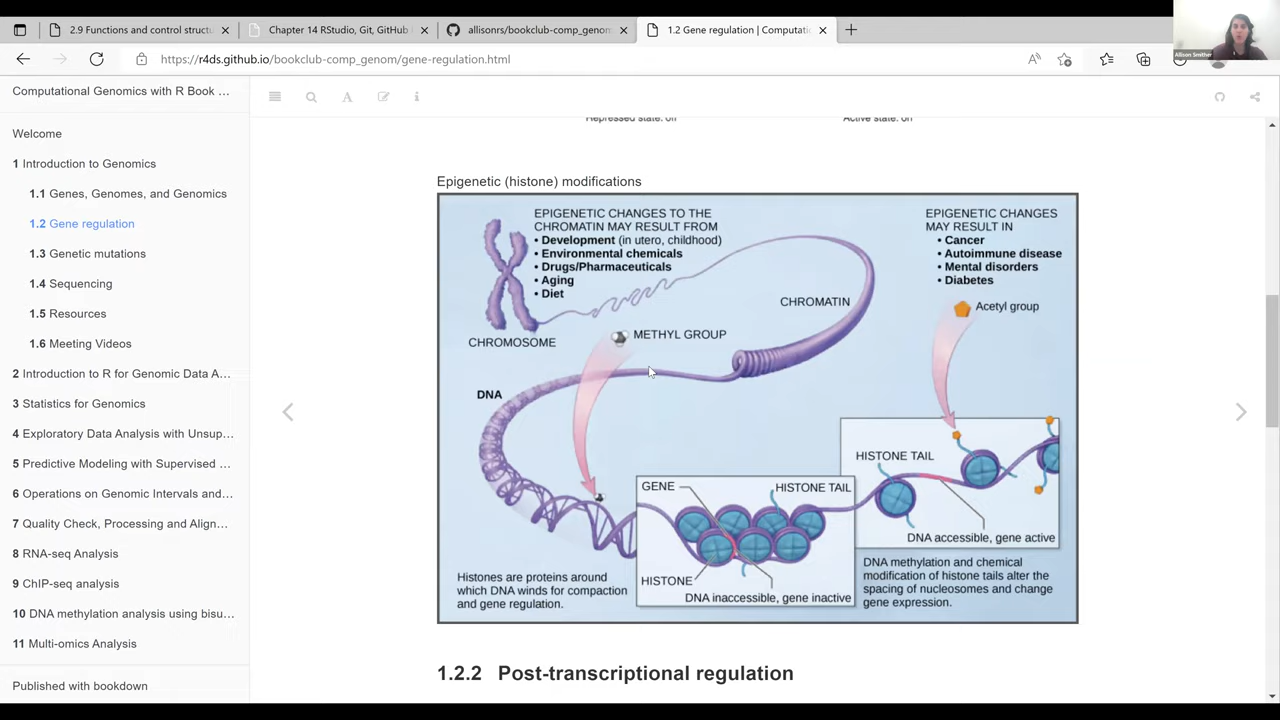 2.9 Functions and control structu
Chapter 14 RStudio, Git, GitHub
allisonrs/bookclub-comp_genom
1.2 Gene regulation | Computati
https://r4ds.github.io/bookclub-comp_genom/gene-regulation.html
Allison Smither
Computational Genomics with R Book ...
Welcome
1 Introduction to Genomics
1.1 Genes, Genomes, and Genomics
1.2 Gene regulation
1.3 Genetic mutations
1.4 Sequencing
1.5 Resources
1.6 Meeting Videos
2 Introduction to R for Genomic Data A...
3 Statistics for Genomics
4 Exploratory Data Analysis with Unsup...
5 Predictive Modeling with Supervised ...
6 Operations on Genomic Intervals and...
7 Quality Check, Processing and Align...
8 RNA-seq Analysis
9 ChIP-seq analysis
10 DNA methylation analysis using bisu...
11 Multi-omics Analysis
Published with bookdown
Repressed state: off
Active state: on
Epigenetic (histone) modifications
EPIGENETIC CHANGES TO THE
CHROMATIN MAY RESULT FROM
• Development (in utero, childhood)
• Environmental chemicals
• Drugs/Pharmaceuticals
• Aging
• Diet
EPIGENETIC CHANGES
MAY RESULT IN
• Cancer
• Autoimmune disease
• Mental disorders
• Diabetes
CHROMATIN
Acetyl group
METHYL GROUP
CHROMOSOME
DNA
HISTONE TAIL
GENE
HISTONE TAIL
DNA accessible, gene active
HISTONE
DNA inaccessible, gene inactive
Histones are proteins around
which DNA winds for compaction
and gene regulation.
DNA methylation and chemical
modification of histone tails alter the
spacing of nucleosomes and change
gene expression.
1.2.2 Post-transcriptional regulation